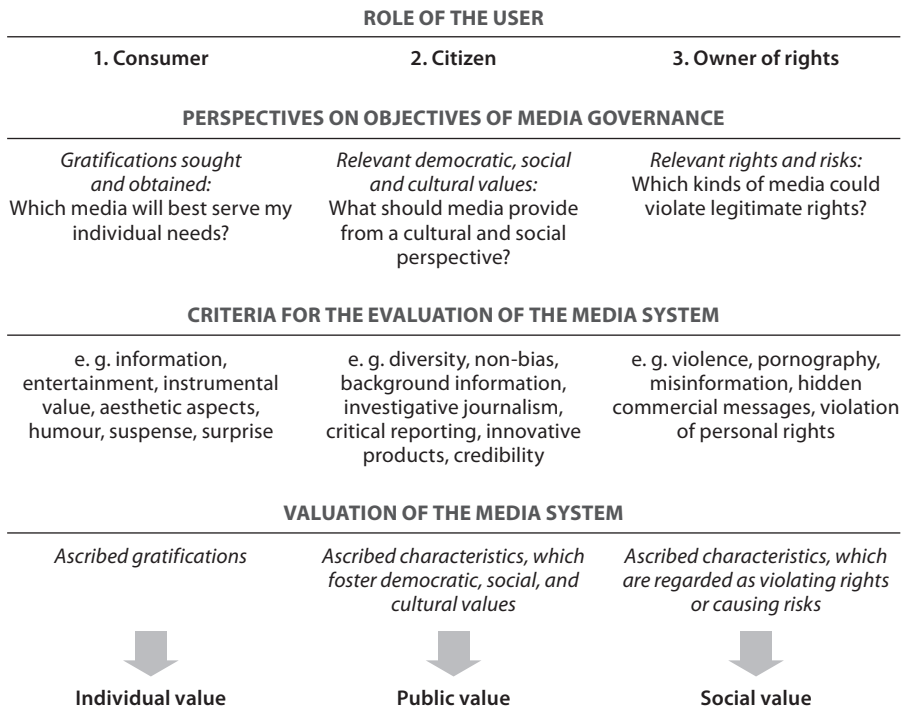 ROLE OF THE USER
1. Consumer
2. Citizen
3. Owner of rights
PERSPECTIVES ON OBJECTIVES OF MEDIA GOVERNANCE
Gratifications sought
and obtained:
Which media will best serve my
individual needs?
Relevant democratic, social
and cultural values:
What should media provide
from a cultural and social
perspective?
Relevant rights and risks:
Which kinds of media could
violate legitimate rights?
CRITERIA FOR THE EVALUATION OF THE MEDIA SYSTEM
e. g. information,
entertainment, instrumental
value, aesthetic aspects,
humour, suspense, surprise
e. g. diversity, non-bias,
background information,
investigative journalism,
critical reporting, innovative
products, credibility
e. g. violence, pornography,
misinformation, hidden
commercial messages, violation
of personal rights
VALUATION OF THE MEDIA SYSTEM
Ascribed gratifications
Ascribed characteristics, which
foster democratic, social, and
cultural values
Ascribed characteristics, which
are regarded as violating rights
or causing risks
Individual value
Public value
Social value